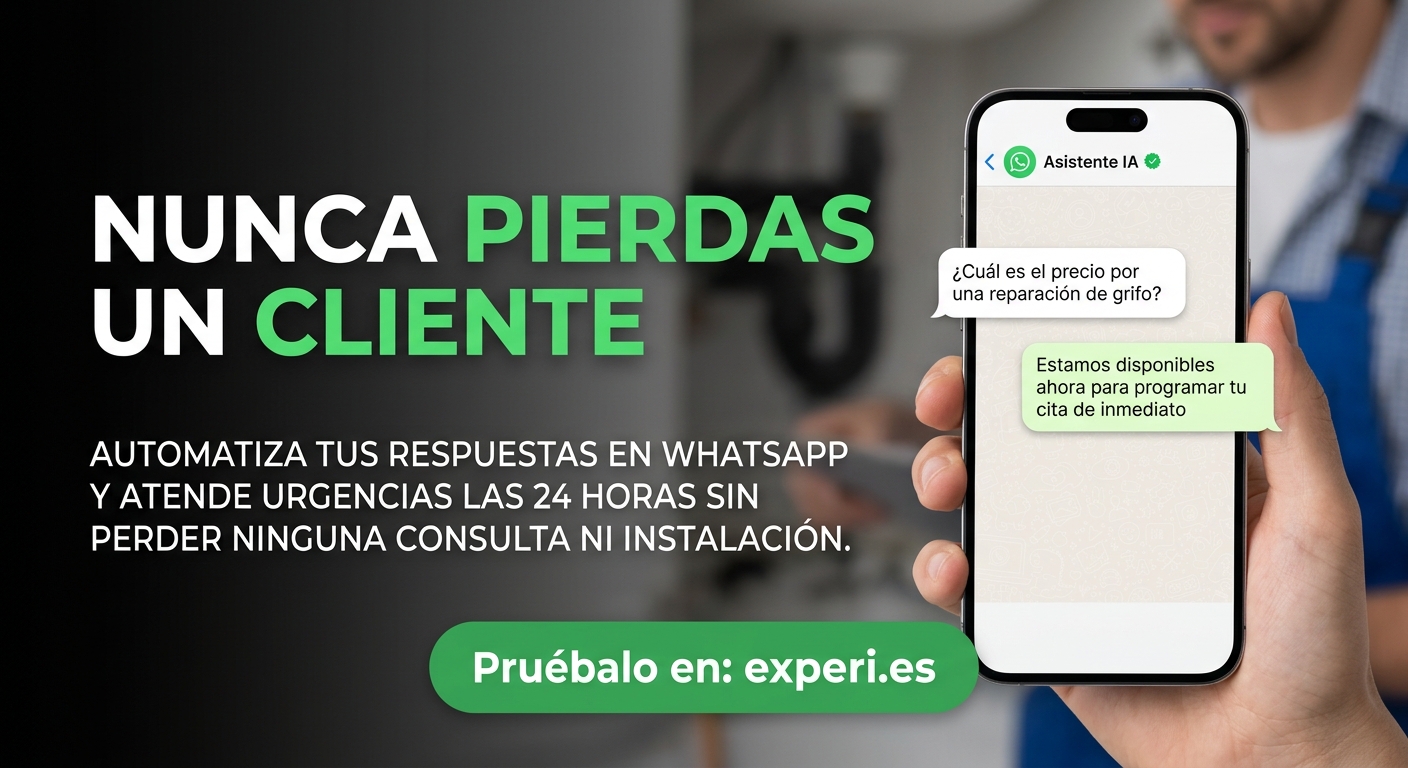 NUNCA PIERDAS
UN CLIENTE
AUTOMATIZA TUS RESPUESTAS EN WHATSAPP
Y ATENDE URGENCIAS LAS 24 HORAS SIN
PERDER NINGUNA CONSULTA NI INSTALACIÓN.
Pruébalo en: experi.es
Asistente IA
¿Cuál es el precio por
una reparación de grifo?
Estamos disponibles
ahora para programar tu
cita de inmediato